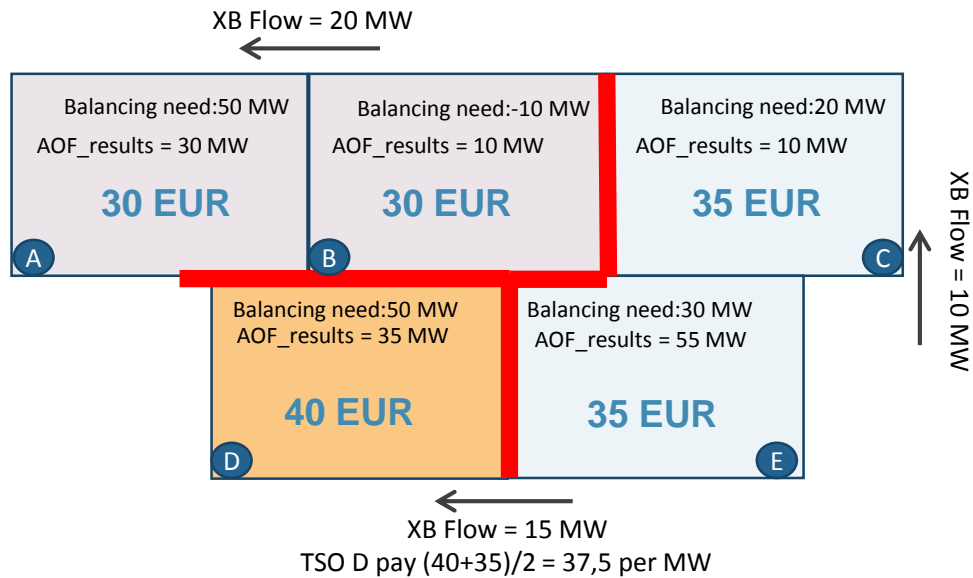 XB Flow = 20 MW
Balancing need:50 MW
AOF_results = 30 MW
30 EUR
A
Balancing need:-10 MW
AOF_results = 10 MW
30 EUR
B
Balancing need:20 MW
AOF_results = 10 MW
35 EUR
C
XB Flow = 10 MW
Balancing need:50 MW
AOF_results = 35 MW
40 EUR
D
Balancing need:30 MW
AOF_results = 55 MW
35 EUR
E
XB Flow = 15 MW
TSO D pay (40+35)/2 = 37,5 per MW